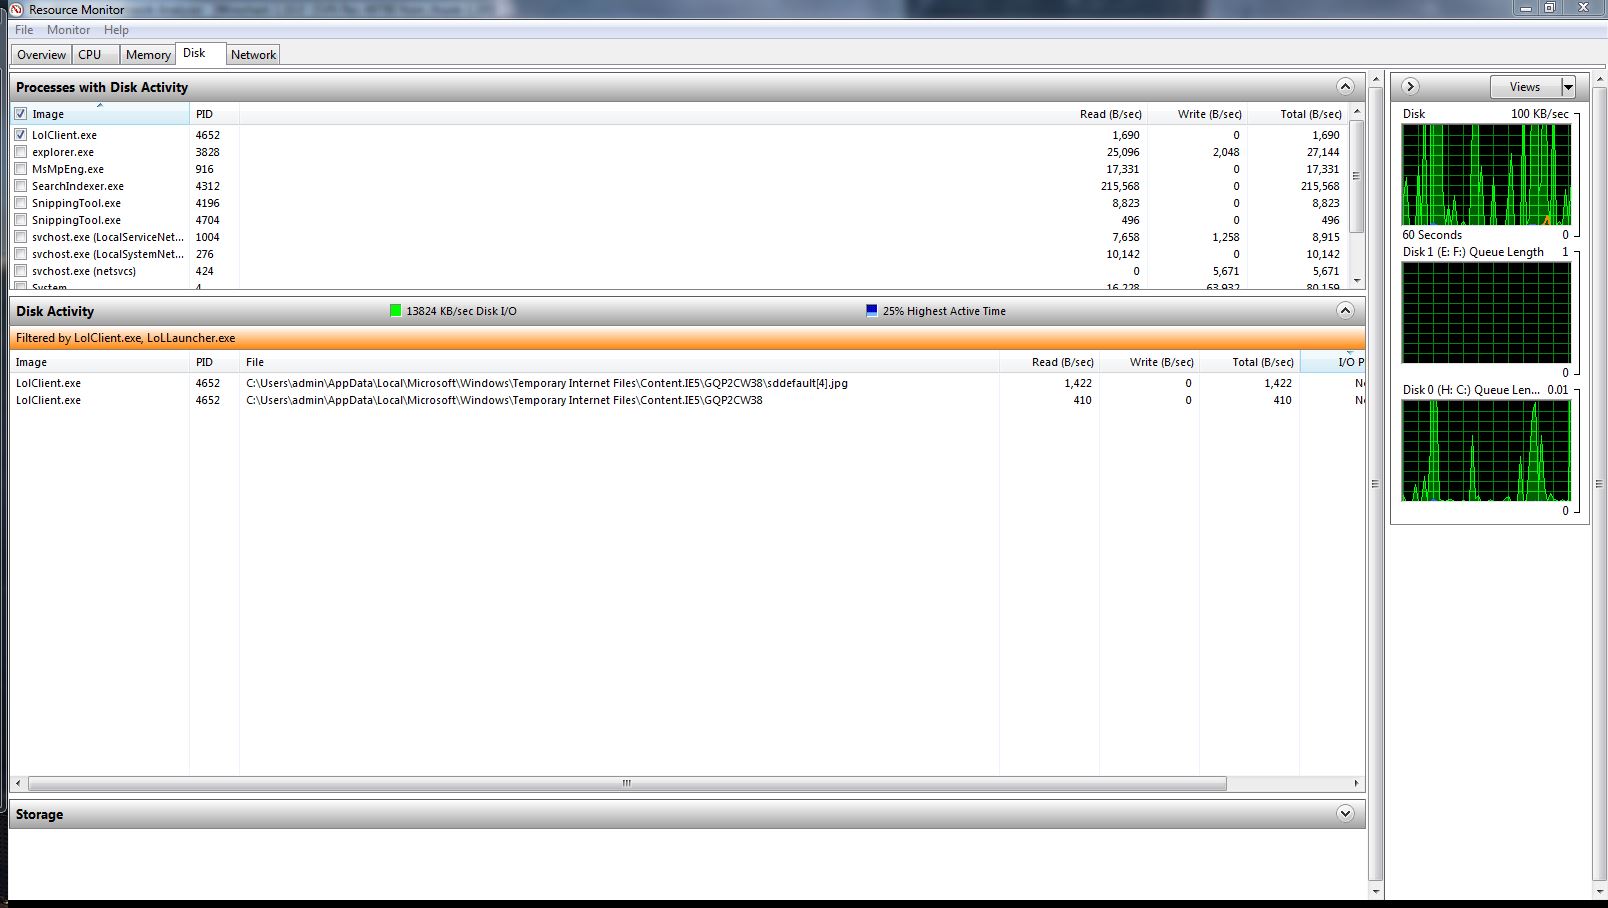 Resource Monitor
File Monitor Help
Overview CPU Memory Disk Network
Processes with Disk Activity
Image PID Read (B/sec) Write (B/sec) Total (B/sec)
LolClient.exe 4652 1,690 0 1,690
explorer.exe 3828 25,096 2,048 27,144
MsMpEng.exe 916 17,331 0 17,331
SearchIndexer.exe 4312 215,568 0 215,568
SnippingTool.exe 4196 8,823 0 8,823
SnippingTool.exe 4704 496 0 496
svchost.exe (LocalServiceNet... 1004 7,658 1,258 8,915
svchost.exe (LocalSystemNet... 276 10,142 0 10,142
svchost.exe (netsvcs) 424 0 5,671 5,671
System 4 16,228 63,932 80,159
Disk Activity 13824 KB/sec Disk I/O 25% Highest Active Time
Filtered by LolClient.exe, LoLLauncher.exe
Image PID File Read (B/sec) Write (B/sec) Total (B/sec) I/O P
LolClient.exe 4652 C:\Users\admin\AppData\Local\Microsoft\Windows\Temporary Internet Files\Content.IE5\GQP2CW38\sddefault[4].jpg 1,422 0 1,422 No
LolClient.exe 4652 C:\Users\admin\AppData\Local\Microsoft\Windows\Temporary Internet Files\Content.IE5\GQP2CW38 410 0 410 No
Storage
Views
Disk 100 KB/sec
60 Seconds 0
Disk 1 (E: F:) Queue Length 1
0
Disk 0 (H: C:) Queue Len... 0.01
0